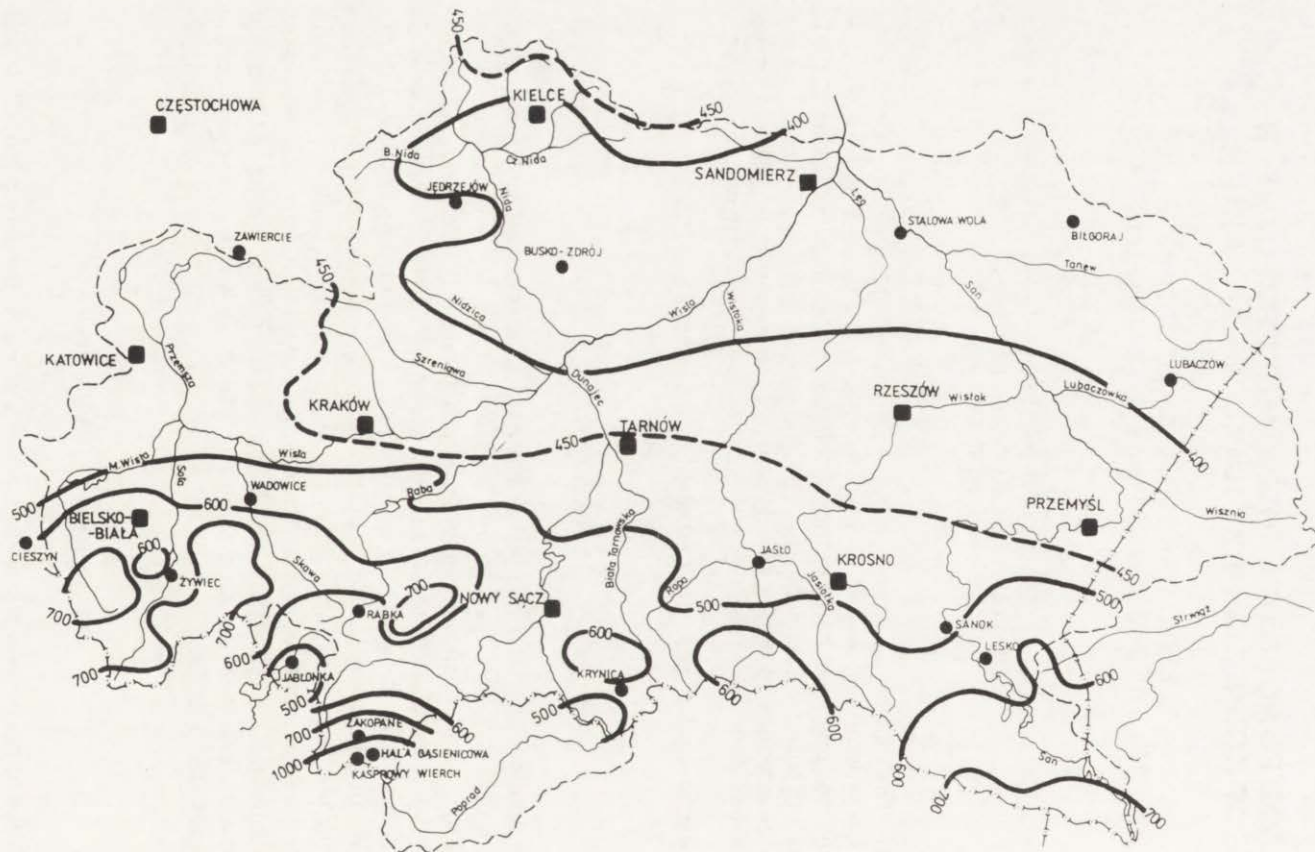 450
CZĘSTOCHOWA
KIELCE
450
400
B. Nida
Cz. Nida
SANDOMIERZ
JĘDRZEJÓW
Nida
Łęg
STALOWA WOLA
BIŁGORAJ
ZAWIERCIE
BUSKO-ZDRÓJ
Tanew
450
Nidzica
Wisła
Wisłoka
San
KATOWICE
Przemsza
Szreniawa
Dunajec
LUBACZÓW
Lubaczówka
RZESZÓW
Wisłok
KRAKÓW
TARNÓW
450
400
M. Wisła
Wisła
Soła
WADOWICE
Raba
500
600
BIELSKO-
-BIAŁA
PRZEMYŚL
Wisznia
CIESZYN
600
Biała Tarnowska
JASŁO
KROSNO
450
ŻYWIEC
Skawa
Ropa
Jasiołka
500
700
RABKA
700
NOWY SĄCZ
500
SANOK
Strwiąż
700
700
600
JABŁONKA
600
KRYNICA
LESKO
600
500
600
500
600
600
700
ZAKOPANE
HALA GĄSIENICOWA
1000
KASPROWY WIERCH
600
San
Poprad
700
700